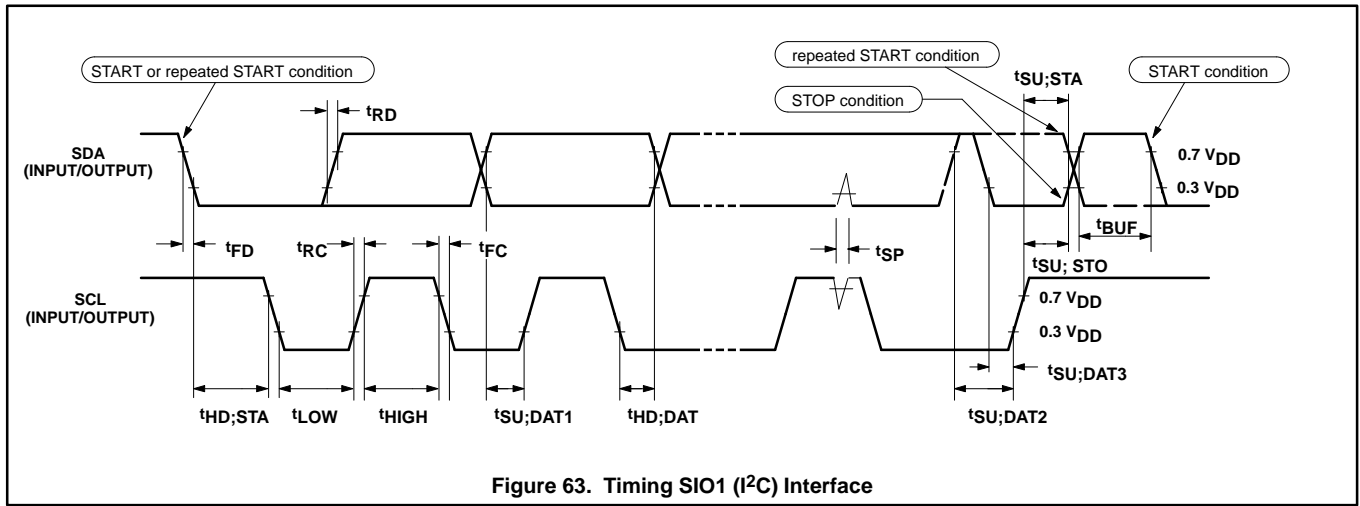 repeated START condition
START or repeated START condition
tSU;STA
START condition
STOP condition
tRD
SDA
(INPUT/OUTPUT)
0.7 VDD
0.3 VDD
tFD
tRC
tFC
tSP
tBUF
tSU; STO
SCL
(INPUT/OUTPUT)
0.7 VDD
0.3 VDD
tSU;DAT3
tHD;STA
tLOW
tHIGH
tSU;DAT1
tHD;DAT
tSU;DAT2
Figure 63. Timing SIO1 (I²C) Interface